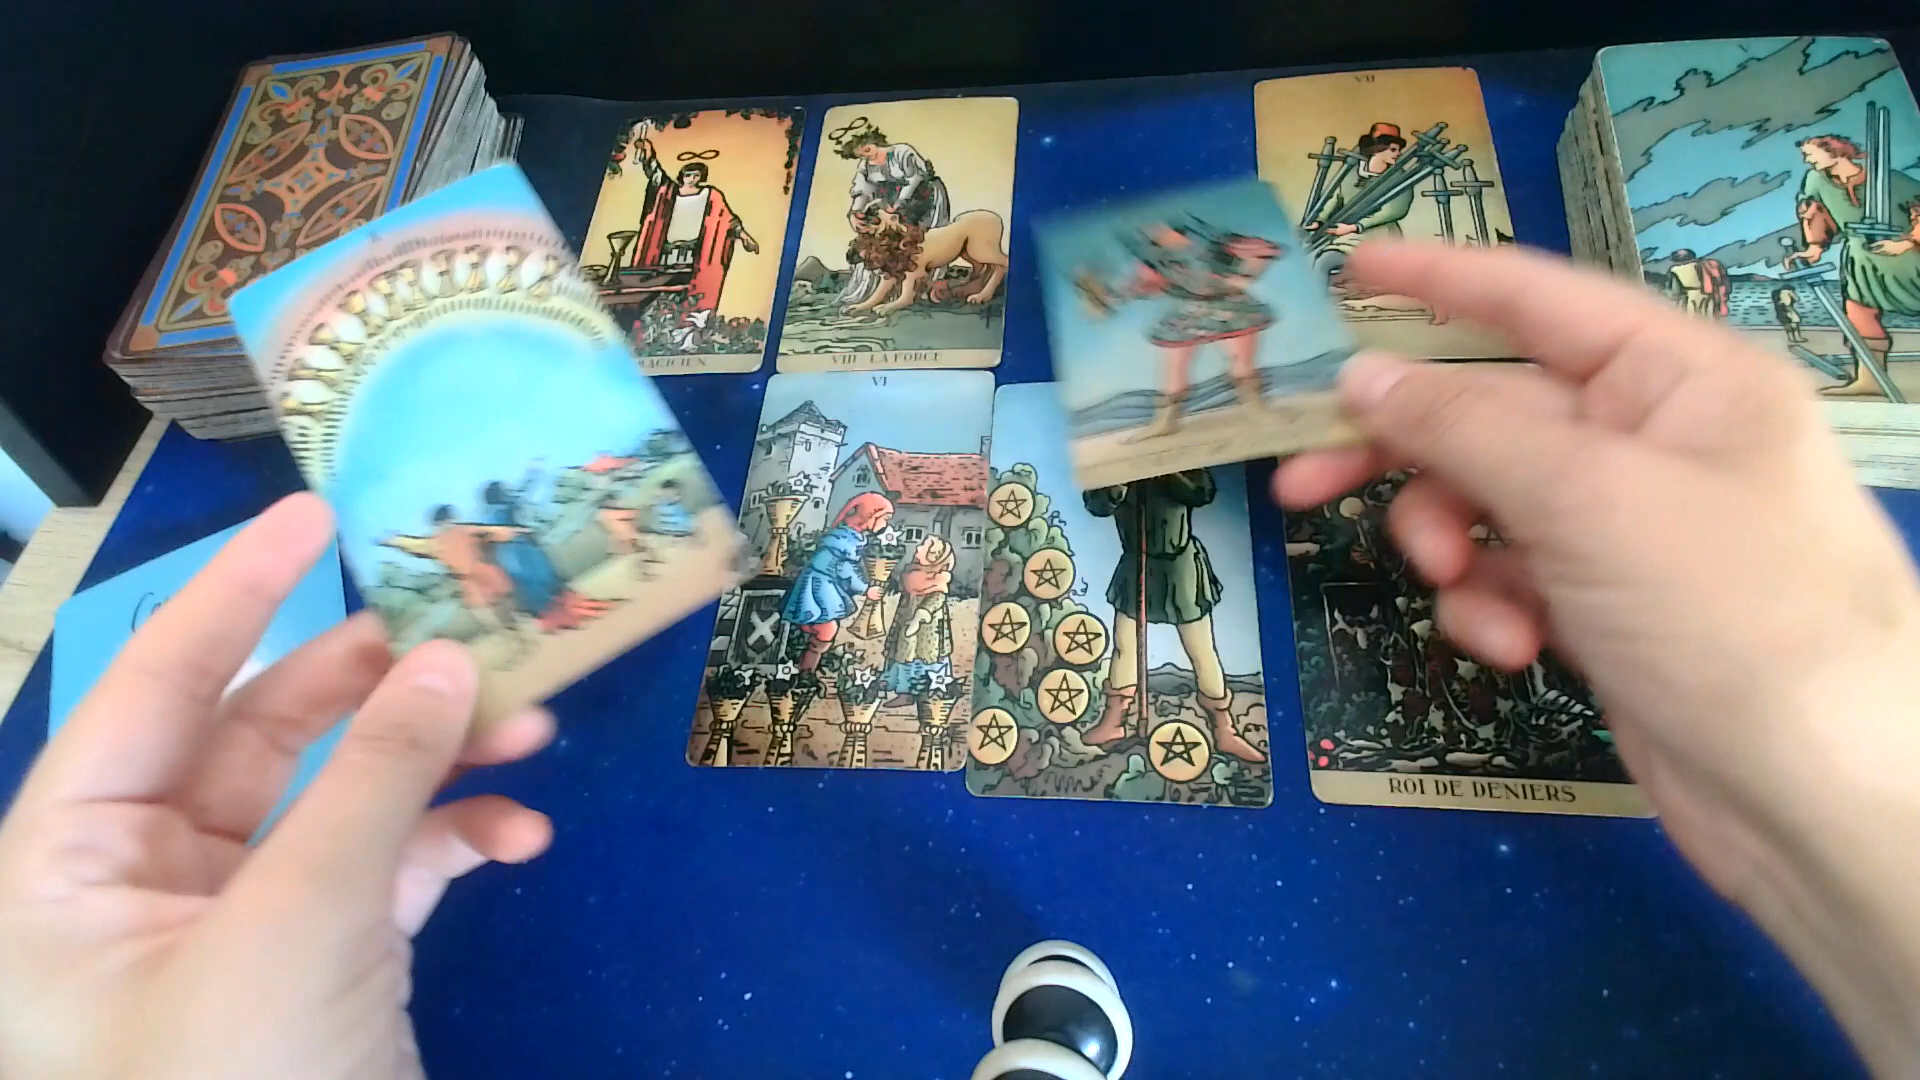 MAGICIEN
VIII LA FORCE
VII
VI
X
ROI DE DENIERS